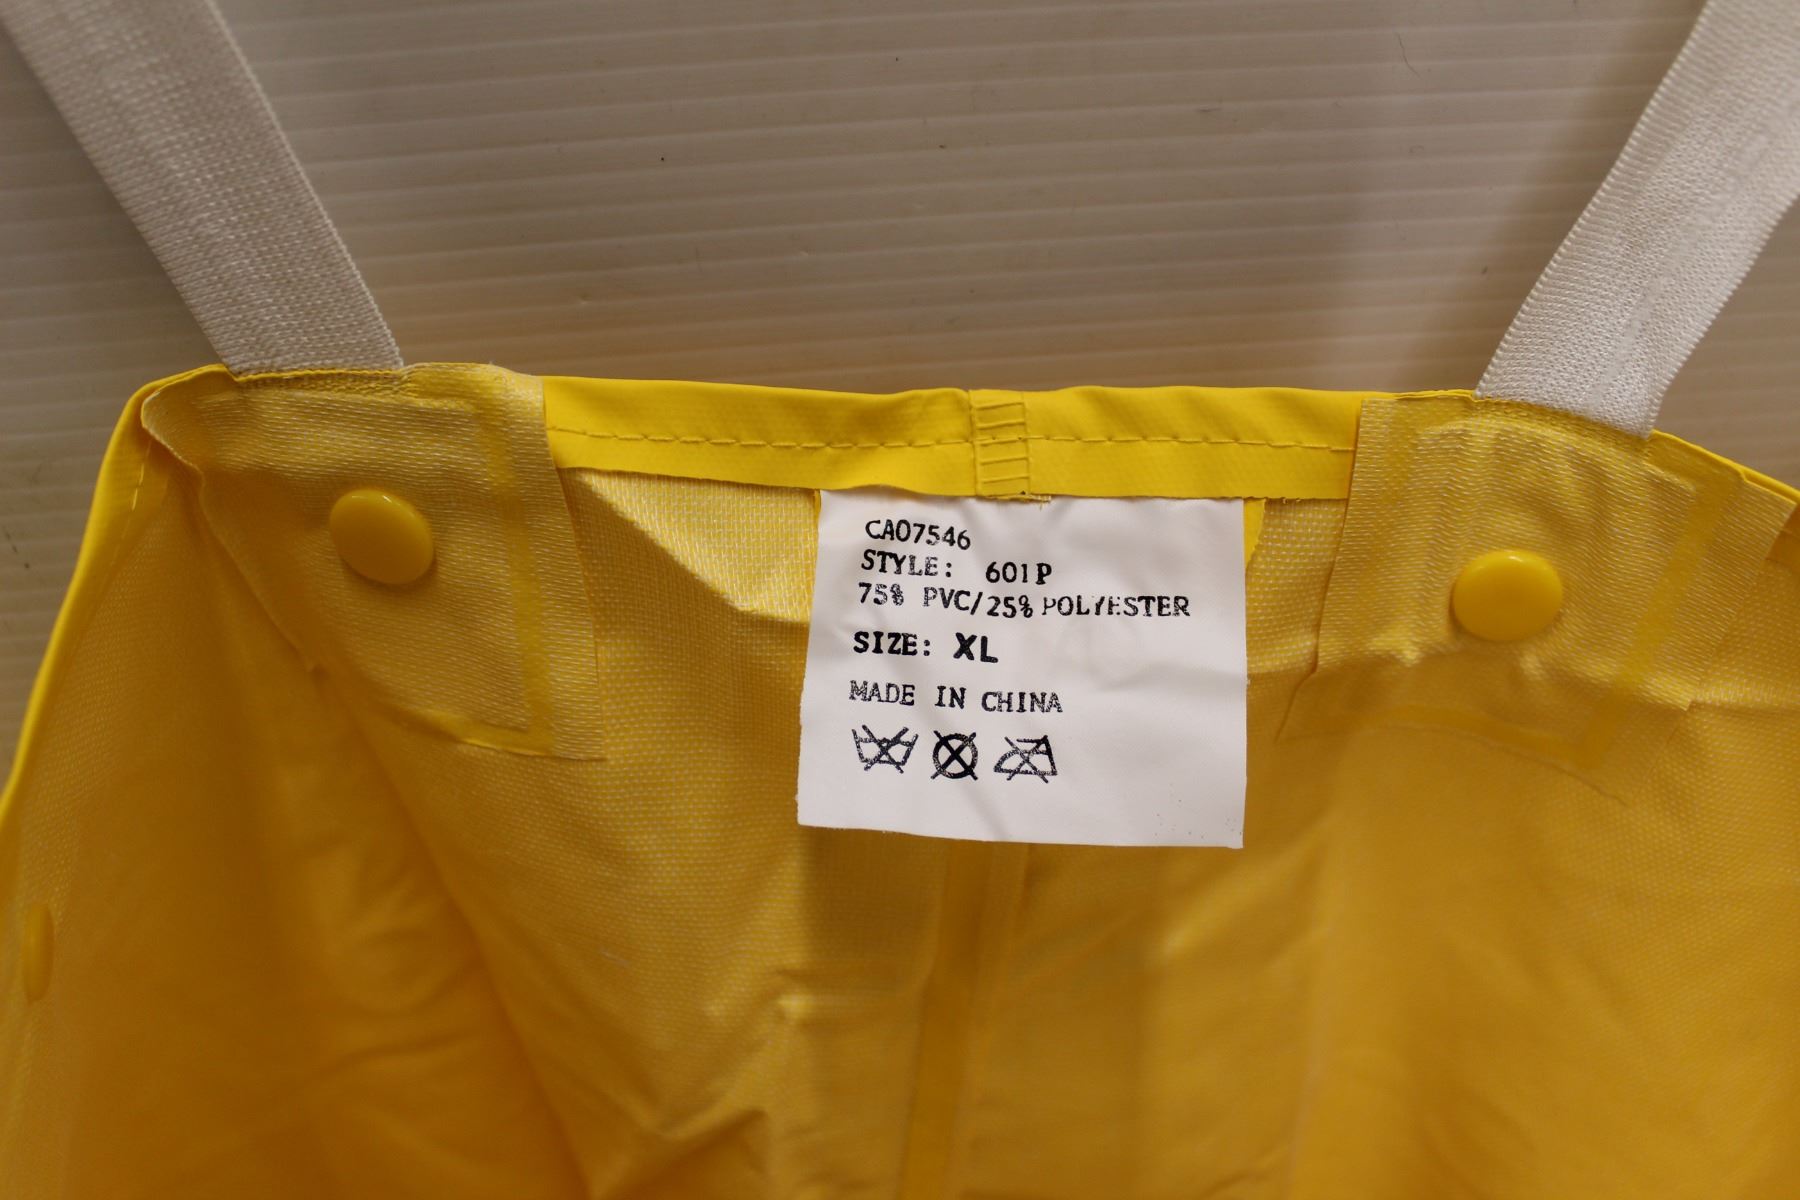 CA07546
STYLE: 601P
75% PVC/25% POLYESTER
SIZE: XL
MADE IN CHINA